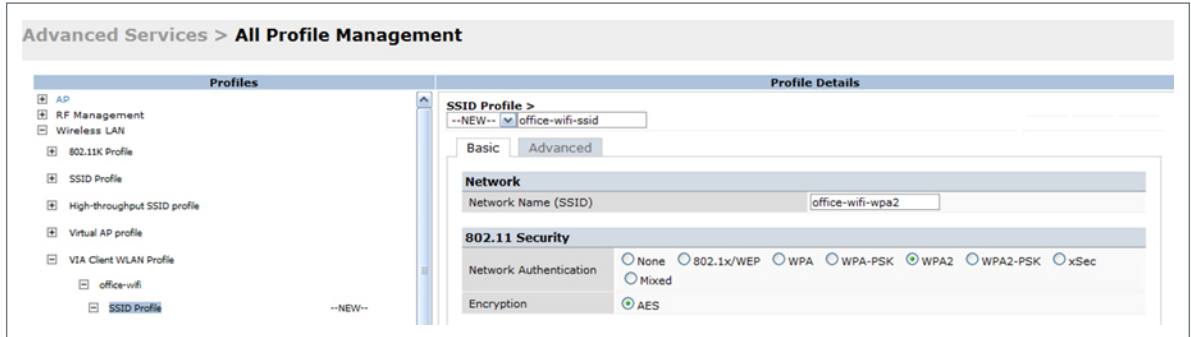 Advanced Services > All Profile Management
Profiles
AP
RF Management
Wireless LAN
802.11K Profile
SSID Profile
High-throughput SSID profile
Virtual AP profile
VIA Client WLAN Profile
office-wifi
SSID Profile --NEW--
Profile Details
SSID Profile >
--NEW-- office-wifi-ssid
Basic Advanced
Network
Network Name (SSID) office-wifi-wpa2
802.11 Security
Network Authentication None 802.1x/WEP WPA WPA-PSK WPA2 WPA2-PSK xSec
Mixed
Encryption AES